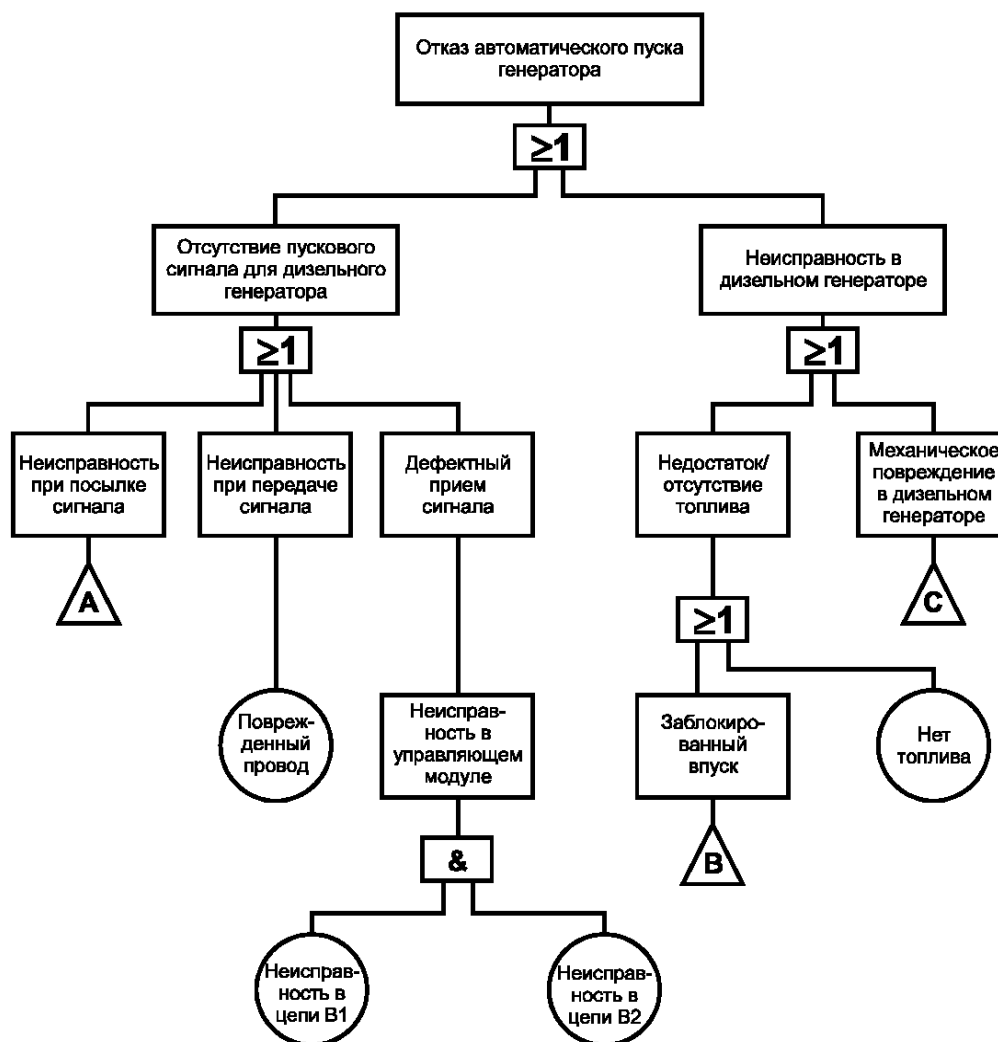 Отказ автоматического пуска
генератора
≥1
Отсутствие пускового
сигнала для дизельного
генератора
Неисправность в
дизельном генераторе
≥1
≥1
Неисправность
при посылке
сигнала
Неисправность
при передаче
сигнала
Дефектный
прием
сигнала
Недостаток/
отсутствие
топлива
Механическое
повреждение
в дизельном
генераторе
A
C
≥1
Повреж-
денный
провод
Неисправ-
ность в
управляющем
модуле
Заблокиро-
ванный
впуск
Нет
топлива
&
B
Неисправ-
ность в
цепи B1
Неисправ-
ность в
цепи B2